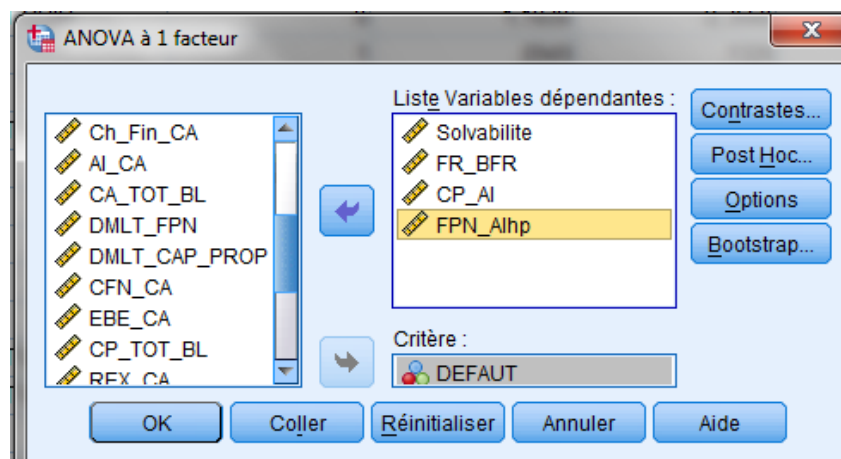 ANOVA à 1 facteur
Ch_Fin_CA
AI_CA
CA_TOT_BL
DMLT_FPN
DMLT_CAP_PROP
CFN_CA
EBE_CA
CP_TOT_BL
REX_CA
Liste Variables dépendantes :
Solvabilite
FR_BFR
CP_AI
FPN_AIhp
Critère :
DEFAUT
Contrastes...
Post Hoc...
Options
Bootstrap...
OK
Coller
Réinitialiser
Annuler
Aide